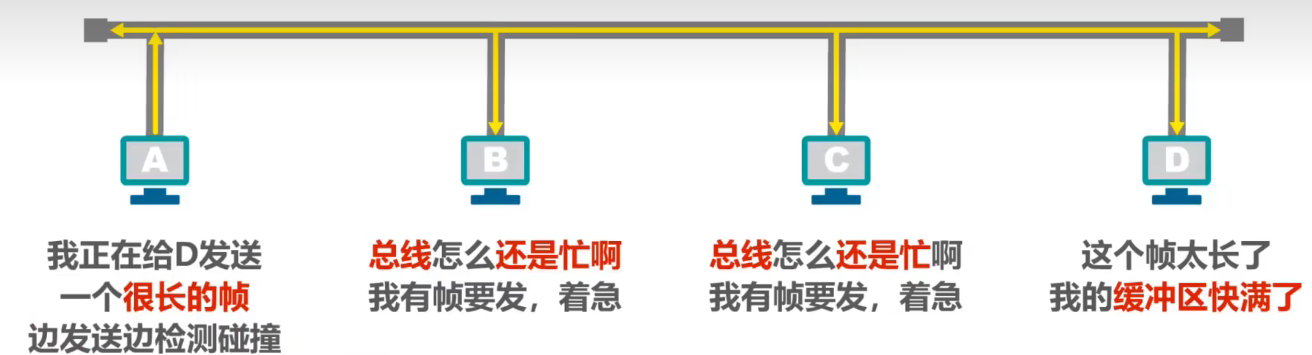 A
B
C
D
我正在给D发送
一个很长的帧
边发送边检测碰撞
总线怎么还是忙啊
我有帧要发，着急
总线怎么还是忙啊
我有帧要发，着急
这个帧太长了
我的缓冲区快满了